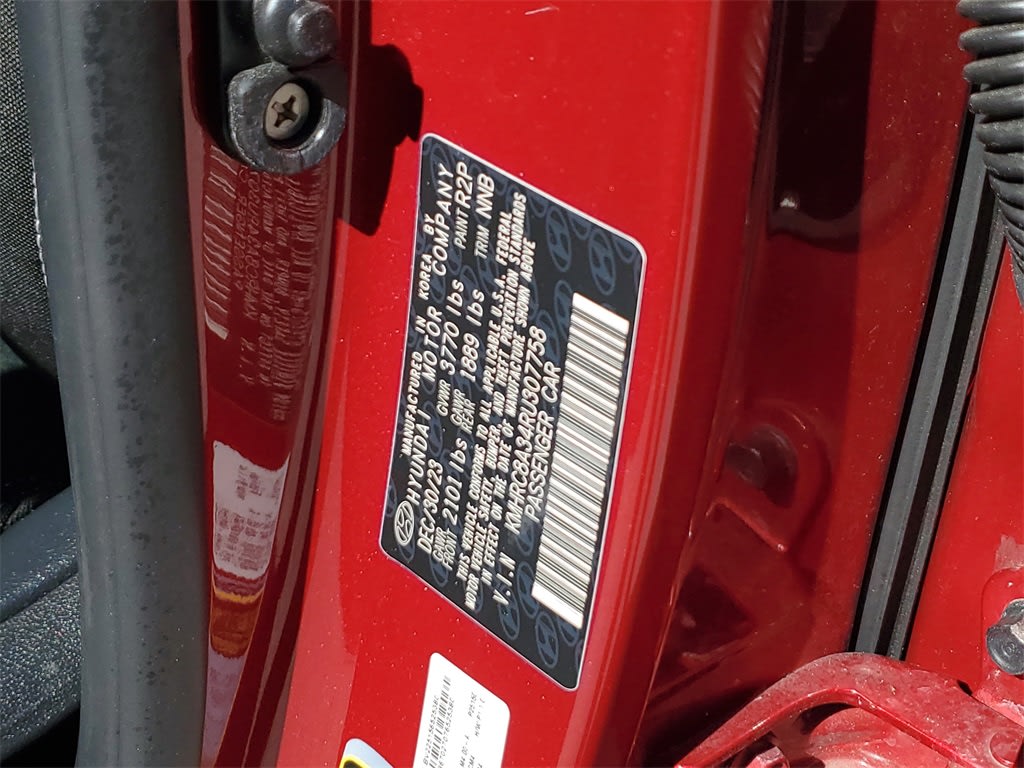 MANUFACTURED IN KOREA BY
HYUNDAI MOTOR COMPANY
DEC/30/23 GVWR 3770 lbs PAINT R2P
GAWR FRONT 2101 lbs GAWR REAR 1889 lbs TRIM NNB
THIS VEHICLE CONFORMS TO ALL APPLICABLE U.S.A. FEDERAL
MOTOR VEHICLE SAFETY, BUMPER, AND THEFT PREVENTION STANDARDS
IN EFFECT ON THE DATE OF MANUFACTURE SHOWN ABOVE
V.I.N KMHRC8A34RU307798
PASSENGER CAR